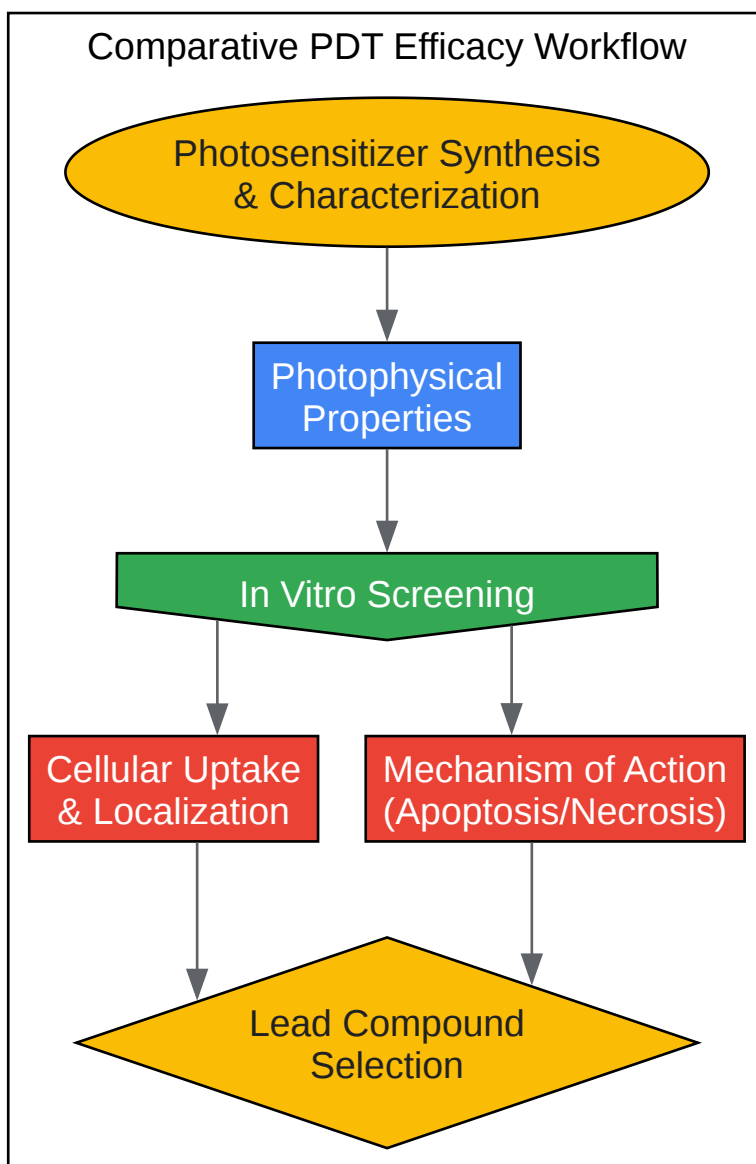 Comparative PDT Efficacy Workflow
Photosensitizer Synthesis
& Characterization
Photophysical
Properties
In Vitro Screening
Cellular Uptake
& Localization
Mechanism of Action
(Apoptosis/Necrosis)
Lead Compound
Selection